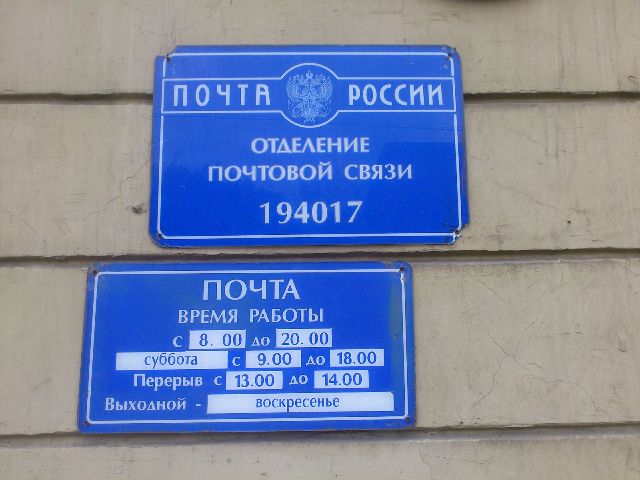 ПОЧТА РОССИИ
ОТДЕЛЕНИЕ
ПОЧТОВОЙ СВЯЗИ
194017
ПОЧТА
ВРЕМЯ РАБОТЫ
с 8. 00 до 20. 00
суббота с 9.00 до 18.00
Перерыв с 13.00 до 14.00
Выходной - воскресенье